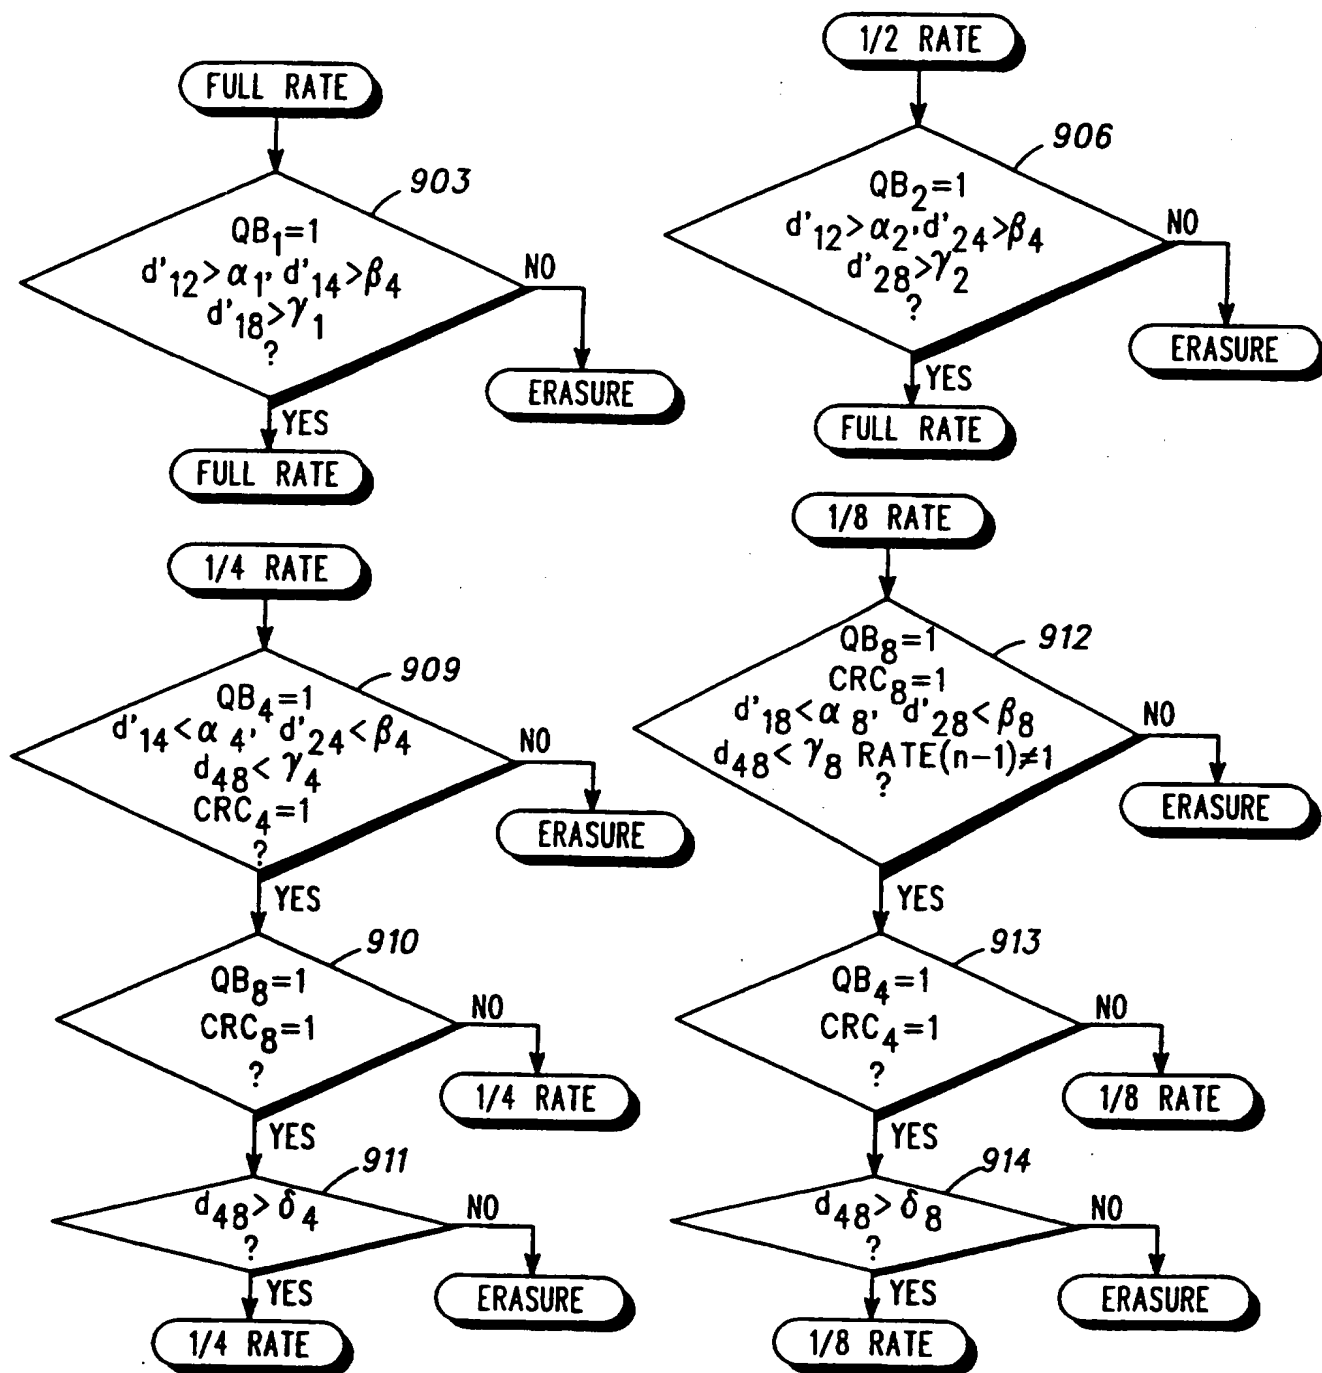 FULL RATE
903
QB1=1
d'12>α1, d'14>β4
d'18>γ1
?
NO
ERASURE
YES
FULL RATE
1/2 RATE
906
QB2=1
d'12>α2, d'24>β4
d'28>γ2
?
NO
ERASURE
YES
FULL RATE
1/4 RATE
909
QB4=1
d'14<α4, d'24<β4
d48<γ4
CRC4=1
?
NO
ERASURE
YES
910
QB8=1
CRC8=1
?
NO
1/4 RATE
YES
911
d48>δ4
?
NO
ERASURE
YES
1/4 RATE
1/8 RATE
912
QB8=1
CRC8=1
d'18<α8, d'28<β8
d48<γ8 RATE(n-1)≠1
?
NO
ERASURE
YES
913
QB4=1
CRC4=1
?
NO
1/8 RATE
YES
914
d48>δ8
?
NO
ERASURE
YES
1/8 RATE